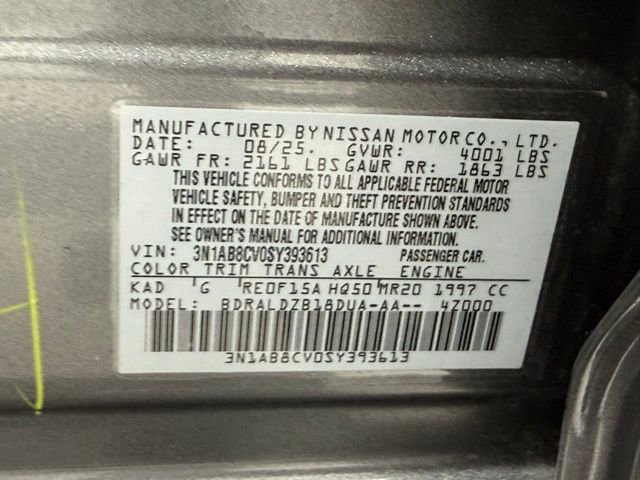 MANUFACTURED BY NISSAN MOTOR CO., LTD.
DATE: 08/25. GVWR: 4001 LBS
GAWR FR: 2161 LBS GAWR RR: 1863 LBS
THIS VEHICLE CONFORMS TO ALL APPLICABLE FEDERAL MOTOR
VEHICLE SAFETY, BUMPER AND THEFT PREVENTION STANDARDS
IN EFFECT ON THE DATE OF MANUFACTURE SHOWN ABOVE.
SEE OWNER'S MANUAL FOR ADDITIONAL INFORMATION.
VIN: 3N1AB8CV0SY393613 PASSENGER CAR.
COLOR TRIM TRANS AXLE ENGINE
KAD G RE0F15A HQ50 MR20 1997 CC
MODEL: BDRALDZB18DUA-AA-- 4Z000
3N1AB8CV0SY393613